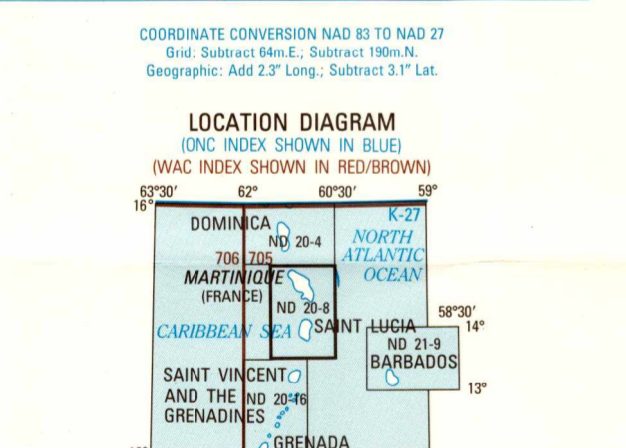 COORDINATE CONVERSION NAD 83 TO NAD 27
Grid: Subtract 64m.E.; Subtract 190m.N.
Geographic: Add 2.3" Long.; Subtract 3.1" Lat.
LOCATION DIAGRAM
(ONC INDEX SHOWN IN BLUE)
(WAC INDEX SHOWN IN RED/BROWN)
63°30' 62° 60°30' 59°
16°
K-27
DOMINICA
ND 20-4
NORTH
ATLANTIC
OCEAN
706 705
MARTINIQUE
(FRANCE)
ND 20-8
CARIBBEAN SEA
SAINT LUCIA
58°30'
14°
ND 21-9
BARBADOS
13°
SAINT VINCENT
AND THE
GRENADINES
ND 20-16
GRENADA